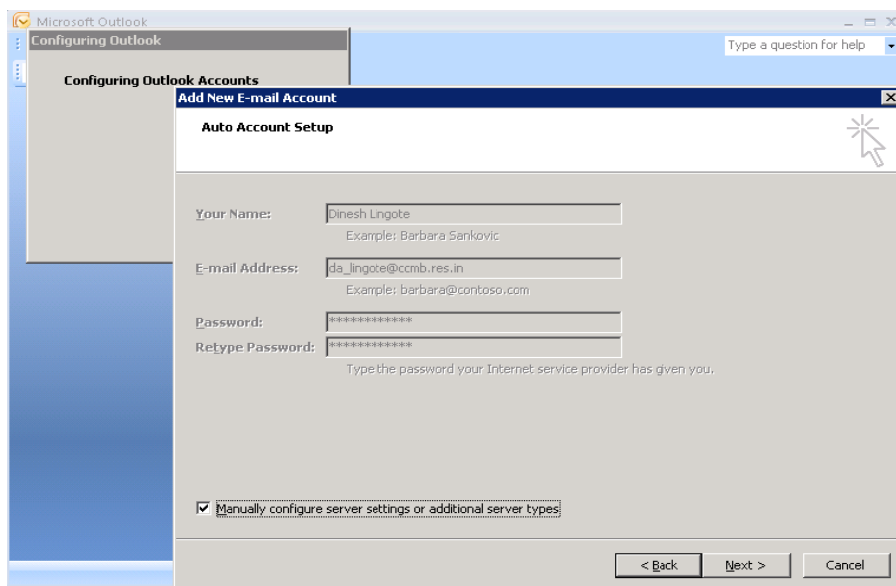 Microsoft Outlook
Configuring Outlook
Type a question for help
Configuring Outlook Accounts
Add New E-mail Account
Auto Account Setup
Your Name: Dinesh Lingote
Example: Barbara Sankovic
E-mail Address: da_lingote@ccmb.res.in
Example: barbara@contoso.com
Password: ************
Retype Password: ************
Type the password your Internet service provider has given you.
Manually configure server settings or additional server types
< Back Next > Cancel